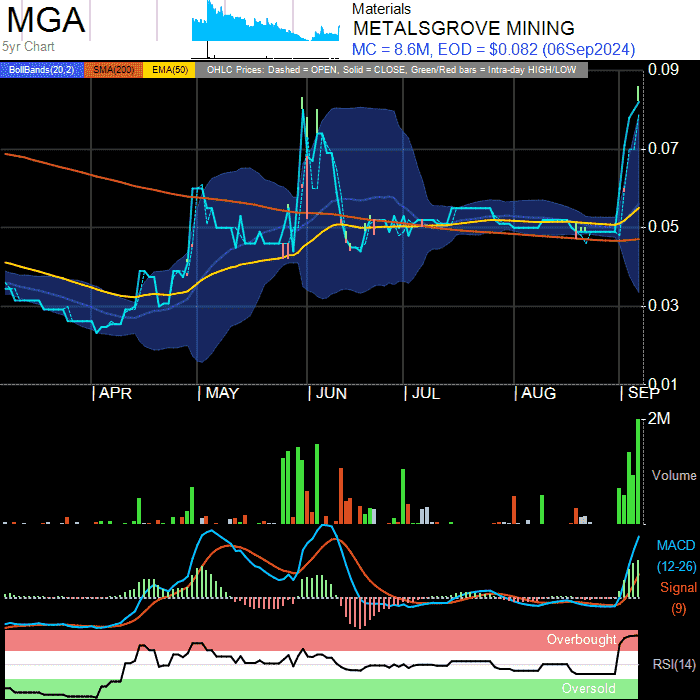 MGA
5yr Chart
Materials
METALSGROVE MINING
MC = 8.6M, EOD = $0.082 (06Sep2024)
BollBands(20,2) SMA(200) EMA(50) OHLC Prices: Dashed = OPEN, Solid = CLOSE, Green/Red bars = Intra-day HIGH/LOW
0.09
0.07
0.05
0.03
0.01
| APR | MAY | JUN | JUL | AUG | SEP
2M
Volume
MACD
(12-26)
Signal
(9)
Overbought
RSI(14)
Oversold